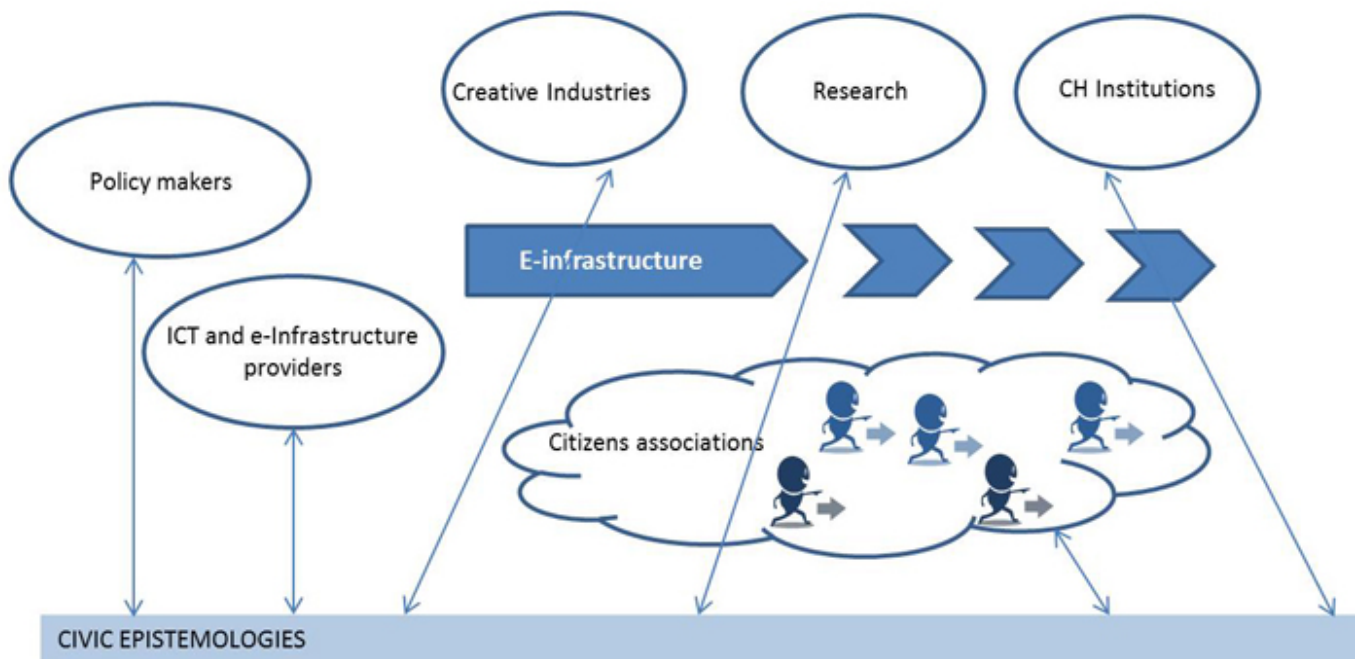 Creative Industries
Research
CH Institutions
Policy makers
E-infrastructure
ICT and e-Infrastructure
providers
Citizens associations
CIVIC EPISTEMOLOGIES